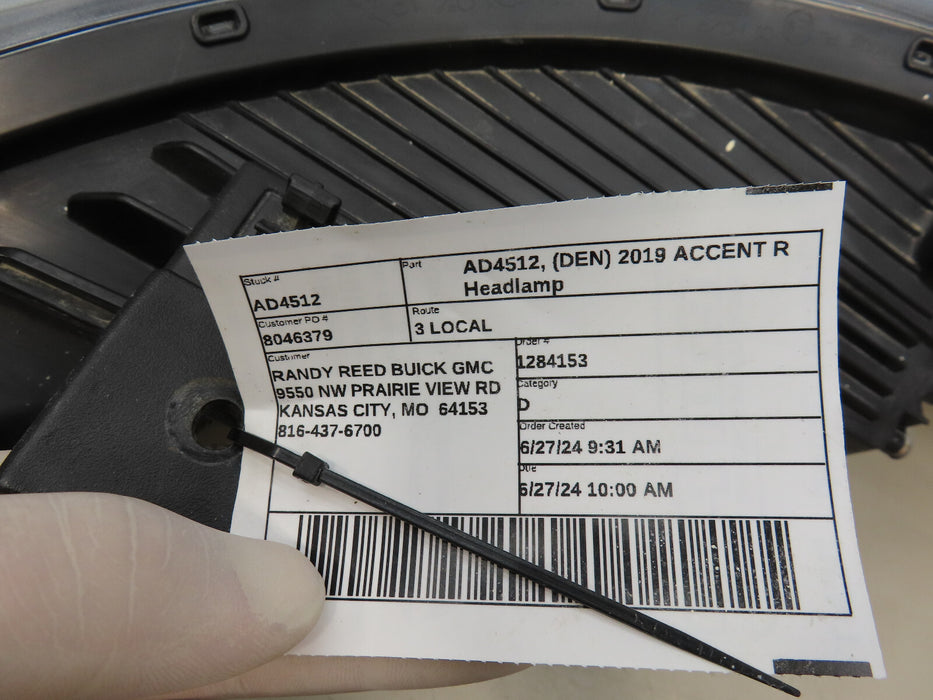 Stock #
AD4512
Part
AD4512, (DEN) 2019 ACCENT R
Headlamp
Customer PO #
8046379
Route
3 LOCAL
Customer
RANDY REED BUICK GMC
9550 NW PRAIRIE VIEW RD
KANSAS CITY, MO 64153
816-437-6700
Order #
1284153
Category
D
Order Created
6/27/24 9:31 AM
Due
6/27/24 10:00 AM